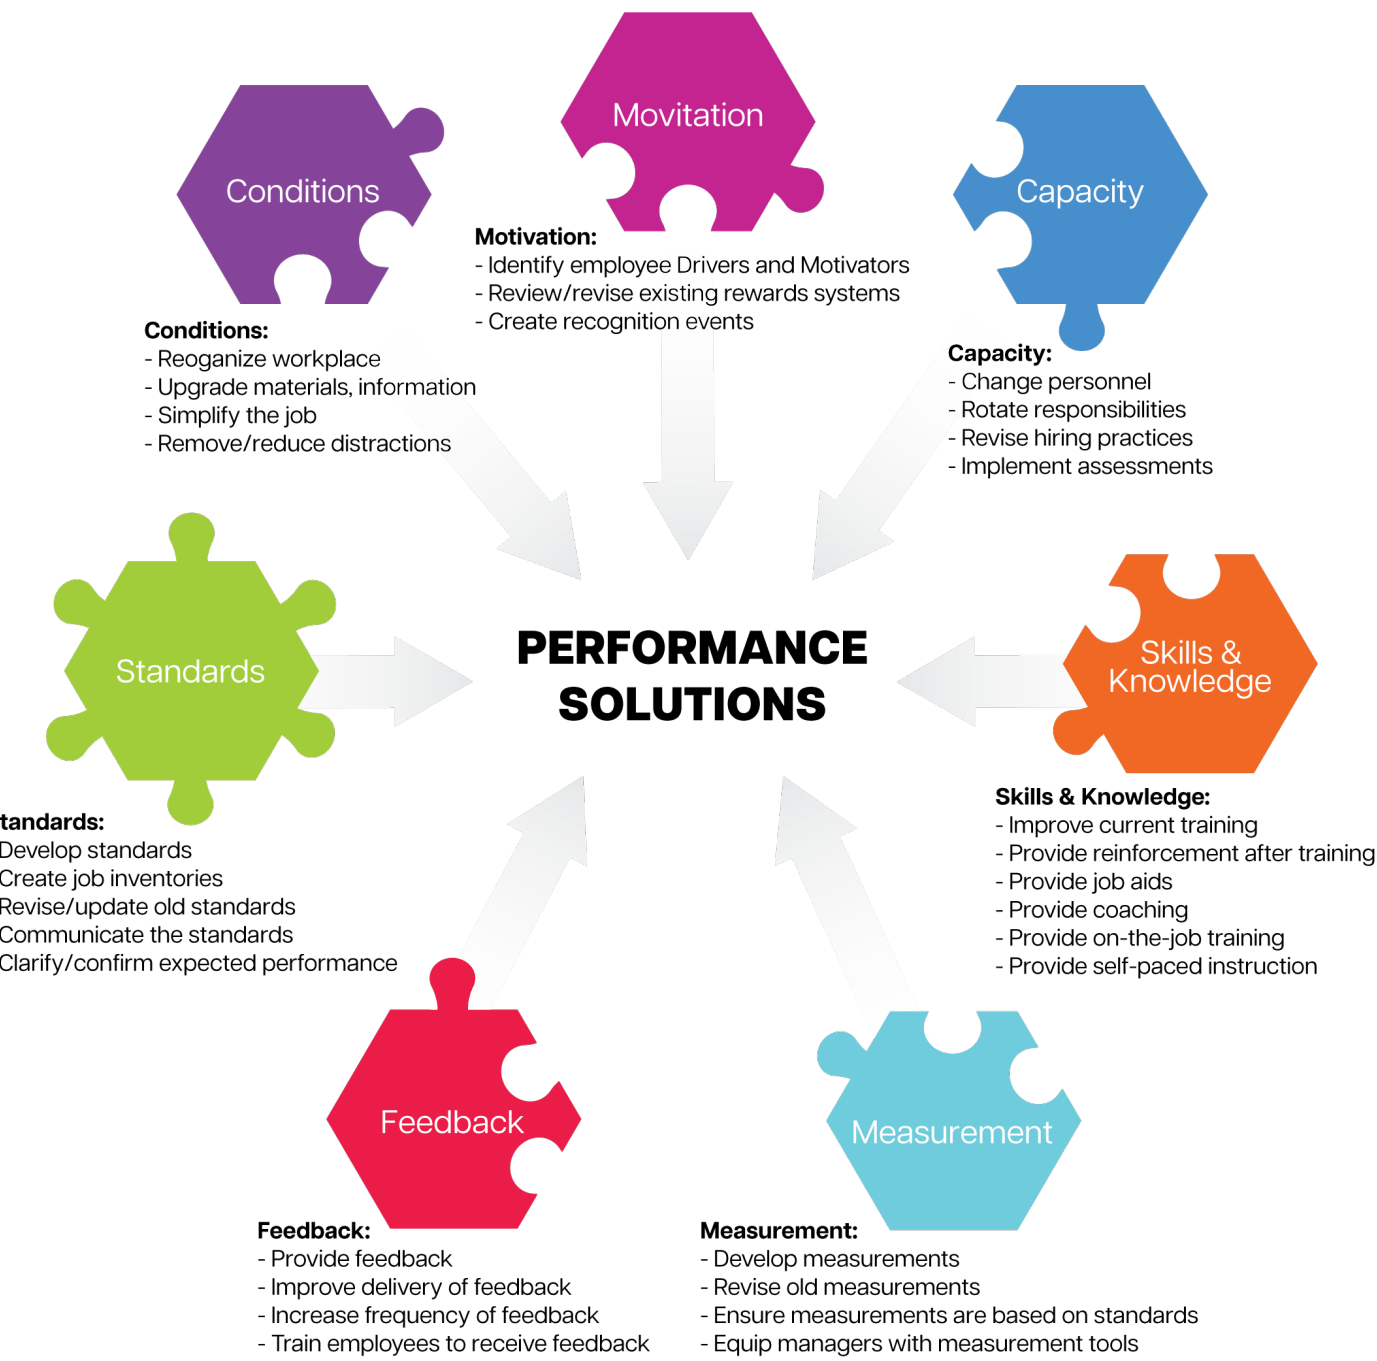 Movitation
Conditions
Capacity
Motivation:
- Identify employee Drivers and Motivators
- Review/revise existing rewards systems
- Create recognition events
Conditions:
- Reoganize workplace
- Upgrade materials, information
- Simplify the job
- Remove/reduce distractions
Capacity:
- Change personnel
- Rotate responsibilities
- Revise hiring practices
- Implement assessments
PERFORMANCE
SOLUTIONS
Standards
Skills &
Knowledge
tandards:
Develop standards
Create job inventories
Revise/update old standards
Communicate the standards
Clarify/confirm expected performance
Skills & Knowledge:
- Improve current training
- Provide reinforcement after training
- Provide job aids
- Provide coaching
- Provide on-the-job training
- Provide self-paced instruction
Feedback
Measurement
Feedback:
- Provide feedback
- Improve delivery of feedback
- Increase frequency of feedback
- Train employees to receive feedback
Measurement:
- Develop measurements
- Revise old measurements
- Ensure measurements are based on standards
- Equip managers with measurement tools